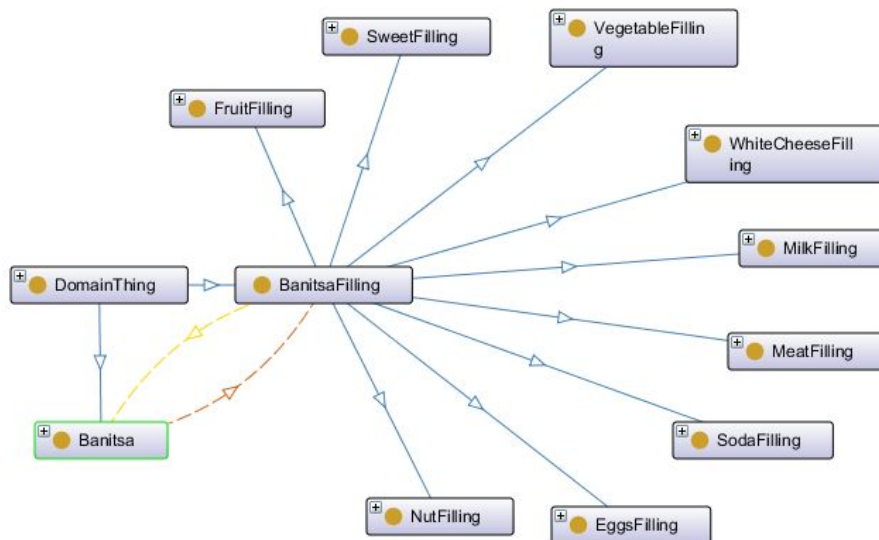 SweetFilling
VegetableFillin
g
FruitFilling
WhiteCheeseFill
ing
MilkFilling
DomainThing
BanitsaFilling
MeatFilling
Banitsa
SodaFilling
NutFilling
EggsFilling